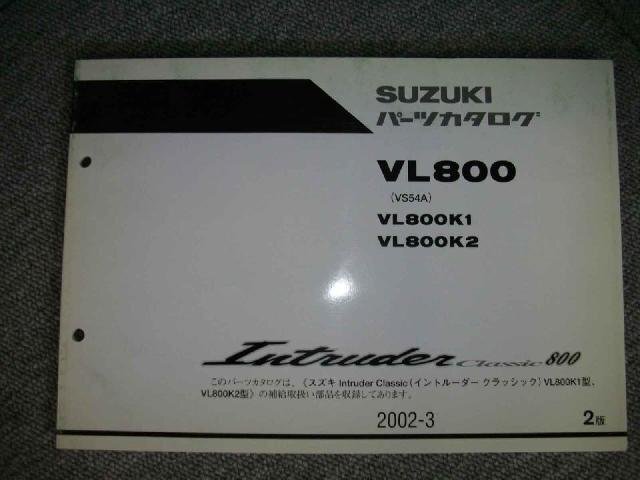 SUZUKI
パーツカタログ
VL800
(VS54A)
VL800K1
VL800K2
Intruder Classic 800
このパーツカタログは、《スズキ Intruder Classic（イントルーダー クラッシック）VL800K1型、
VL800K2型》の補給取扱い部品を収録してあります。
2002-3
2版